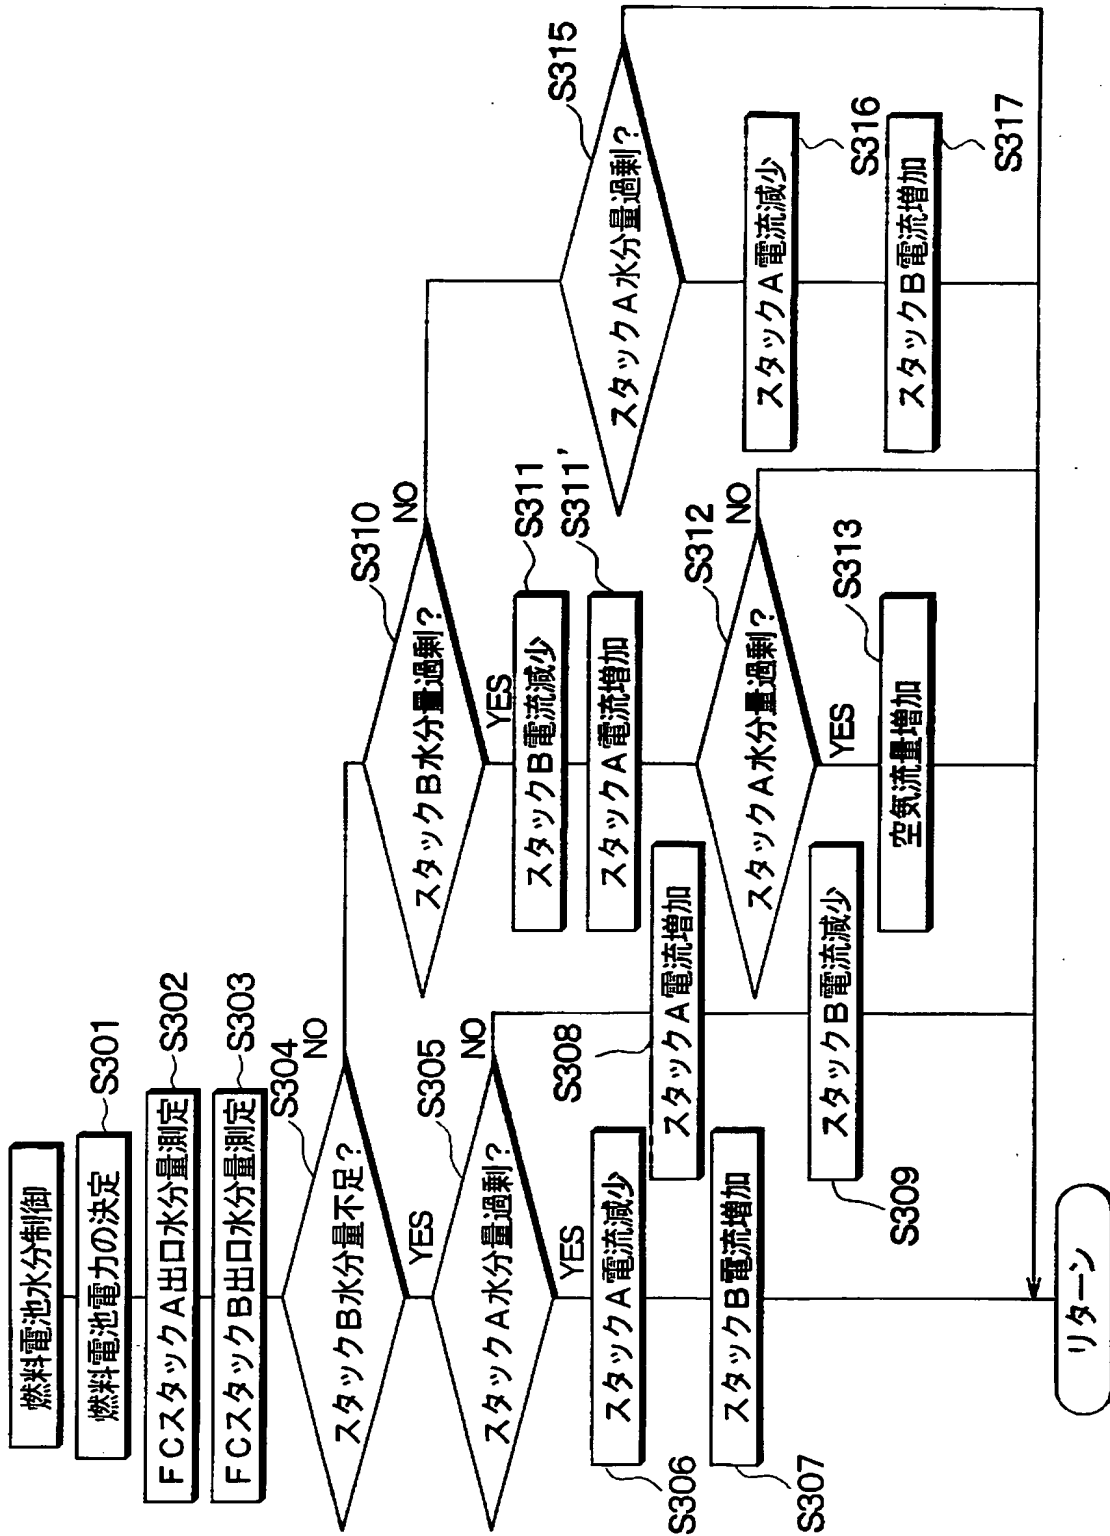 燃料電池水分制御
燃料電池電力の決定
S301
FCスタックA出口水分量測定
S302
FCスタックB出口水分量測定
S303
スタックB水分量不足?
S304
NO
YES
スタックA水分量過剰?
S305
NO
YES
スタックA電流減少
S306
スタックB電流増加
S307
S308
スタックA電流増加
スタックB電流減少
S309
スタックB水分量過剰?
S310
NO
YES
スタックB電流減少
S311
スタックA電流増加
S311'
スタックA水分量過剰?
S312
NO
YES
空気流量増加
S313
スタックA水分量過剰?
S315
スタックA電流減少
S316
スタックB電流増加
S317
リターン